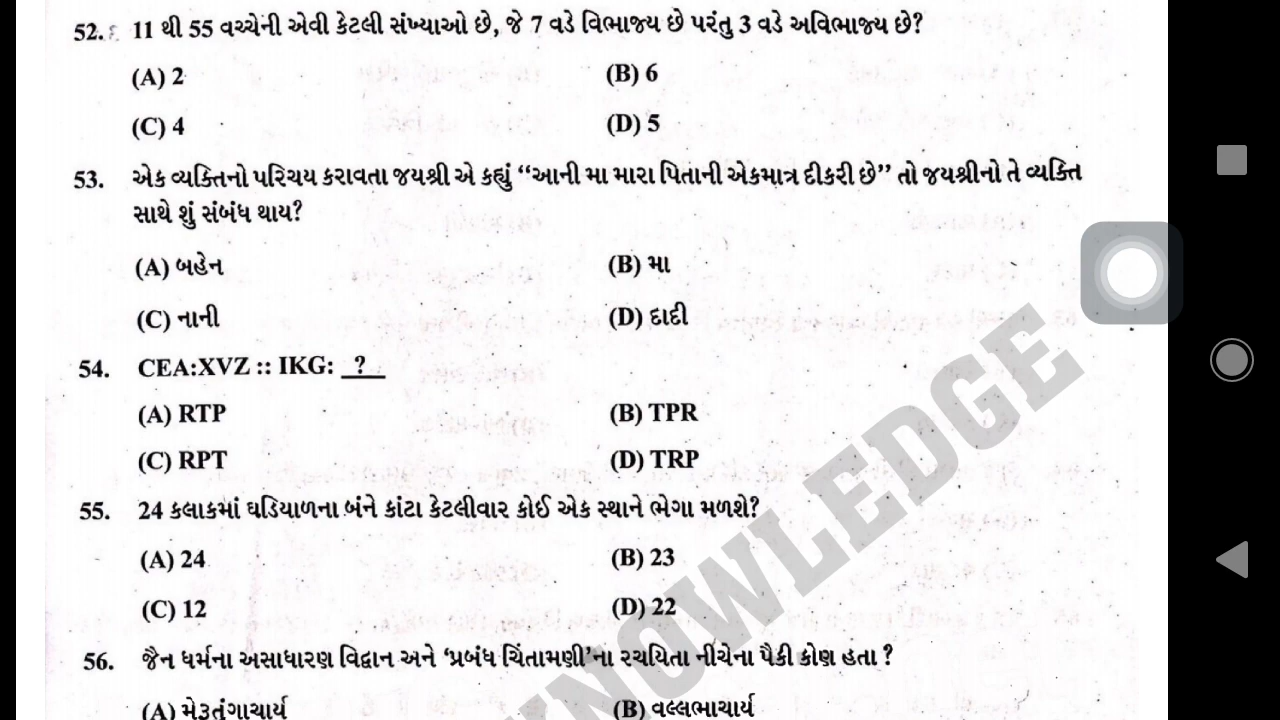 52. 11 થી 55 વચ્ચેની એવી કેટલી સંખ્યાઓ છે, જે 7 વડે વિભાજ્ય છે પરંતુ 3 વડે અવિભાજ્ય છે?
(A) 2 (B) 6
(C) 4 (D) 5
53. એક વ્યક્તિનો પરિચય કરાવતા જયશ્રી એ કહ્યું “આની મા મારા પિતાની એકમાત્ર દીકરી છે” તો જયશ્રીનો તે વ્યક્તિ
સાથે શું સંબંધ થાય?
(A) બહેન (B) મા
(C) નાની (D) દાદી
54. CEA:XVZ :: IKG: ?
(A) RTP (B) TPR
(C) RPT (D) TRP
55. 24 કલાકમાં ઘડિયાળના બંને કાંટા કેટલીવાર કોઈ એક સ્થાને ભેગા મળશે?
(A) 24 (B) 23
(C) 12 (D) 22
56. જૈન ધર્મના અસાધારણ વિદ્વાન અને ‘પ્રબંધ ચિંતામણી’ના રચયિતા નીચેના પૈકી કોણ હતા ?
(A) મેરૂતુંગાચાર્ય (B) વલ્લભાચાર્ય
KNOWLEDGE